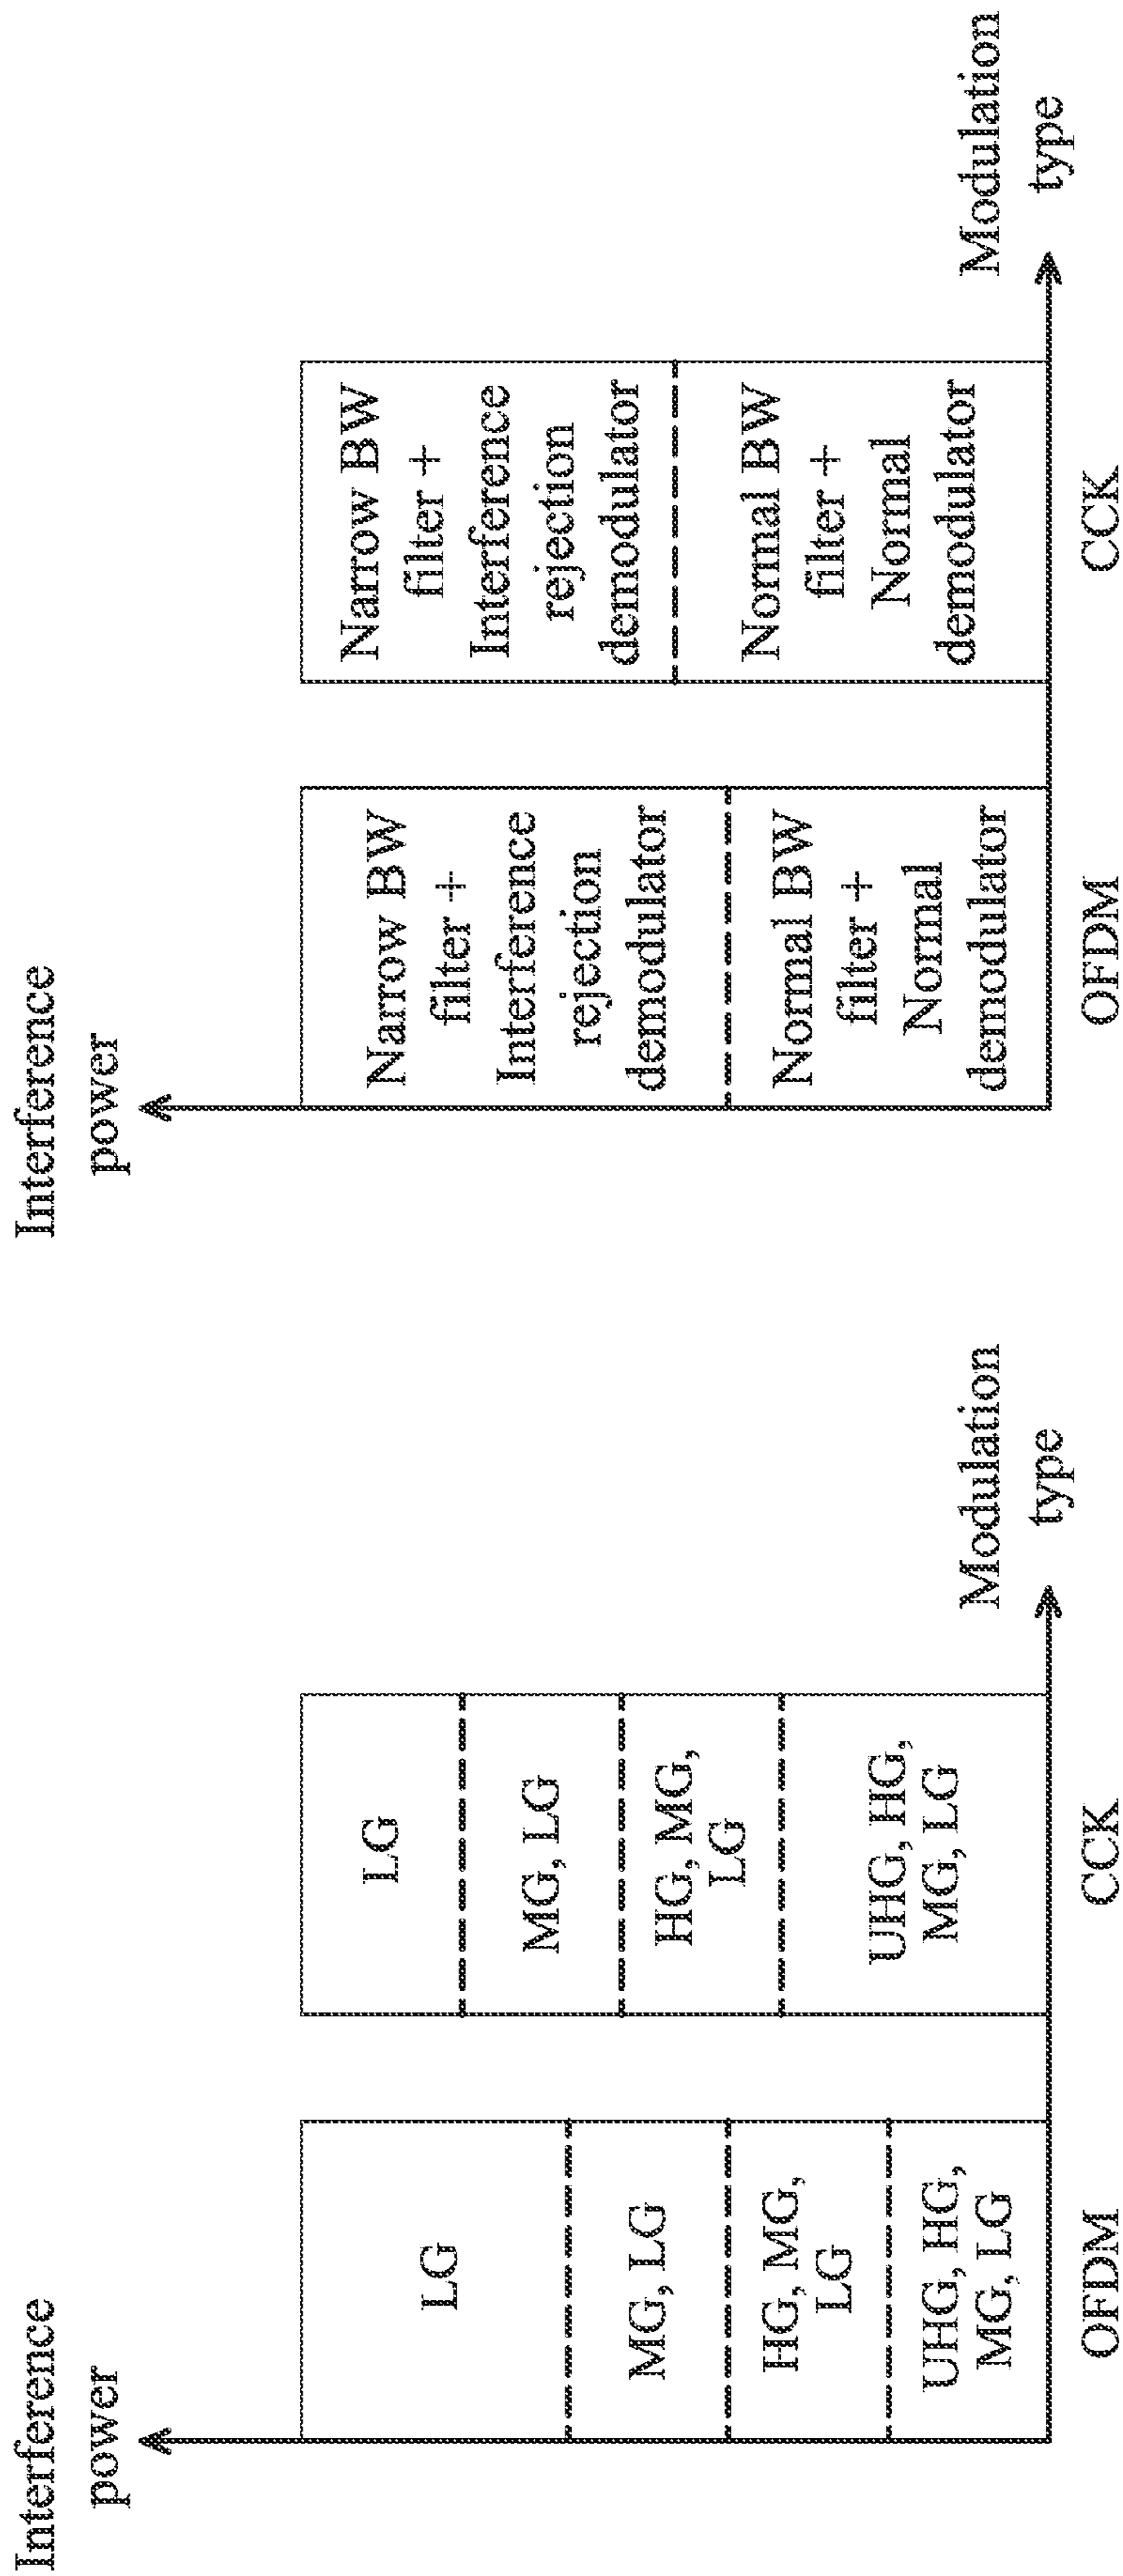 Interference
power
LG
MG, LG
HG, MG,
LG
UHG, HG,
MG, LG
OFDM
LG
MG, LG
HG, MG,
LG
UHG, HG,
MG, LG
CCK
Modulation
type
Interference
power
Narrow BW
filter +
Interference
rejection
demodulator
Normal BW
filter +
Normal
demodulator
OFDM
Narrow BW
filter +
Interference
rejection
demodulator
Normal BW
filter +
Normal
demodulator
CCK
Modulation
type